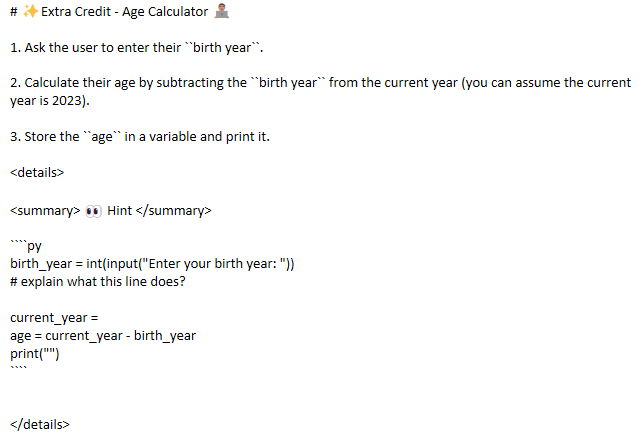 # ✨ Extra Credit - Age Calculator 👨🏽‍💻
1. Ask the user to enter their ``birth year``.
2. Calculate their age by subtracting the ``birth year`` from the current year (you can assume the current
year is 2023).
3. Store the ``age`` in a variable and print it.
<details>
<summary> 👀 Hint </summary>
````py
birth_year = int(input("Enter your birth year: "))
# explain what this line does?
current_year =
age = current_year - birth_year
print("")
````
</details>